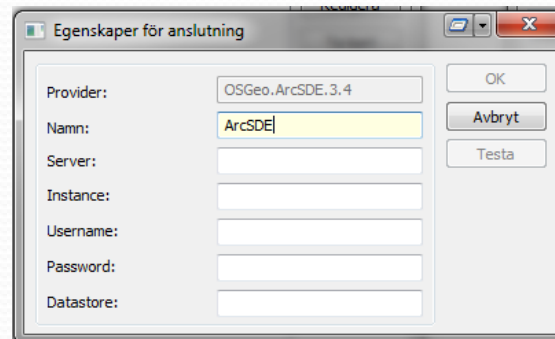 Egenskaper för anslutning
Provider: OSGeo.ArcSDE.3.4
Namn: ArcSDE
Server:
Instance:
Username:
Password:
Datastore:
OK
Avbryt
Testa